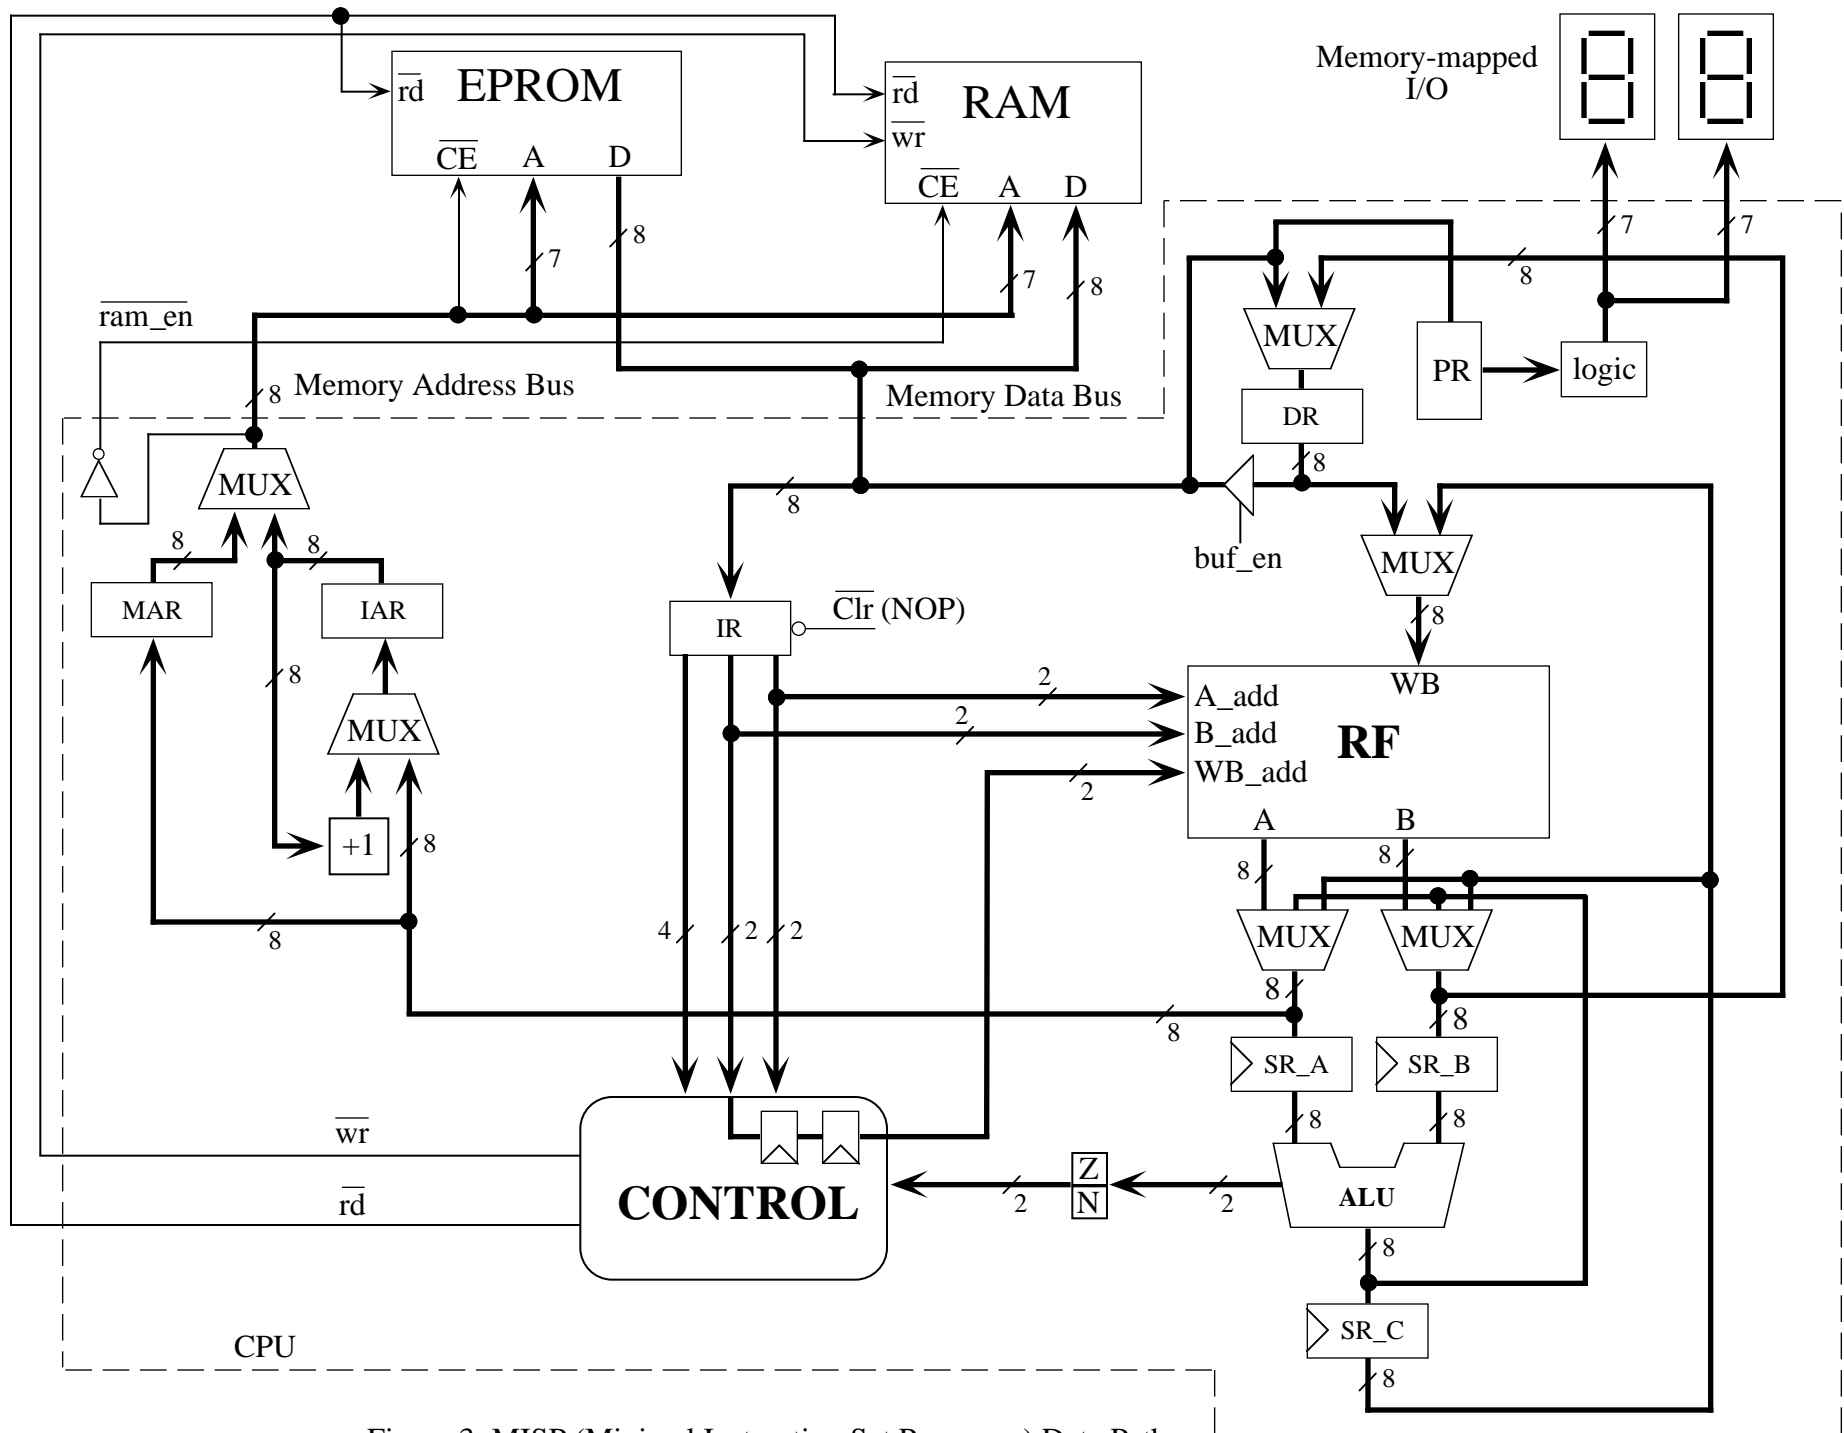 Memory-mapped
I/O
EPROM
rd
CE
A
D
RAM
rd
wr
CE
A
D
7
8
7
8
7
7
8
ram_en
8
Memory Address Bus
Memory Data Bus
MUX
PR
logic
DR
8
MUX
8
buf_en
MUX
8
8
8
MAR
IAR
IR
Clr (NOP)
8
MUX
+1
8
8
2
2
2
A_add
B_add
WB_add
WB
RF
A
B
8
8
4
2
2
MUX
MUX
8
8
8
SR_A
SR_B
8
8
wr
rd
CONTROL
2
Z
N
2
ALU
8
SR_C
8
CPU